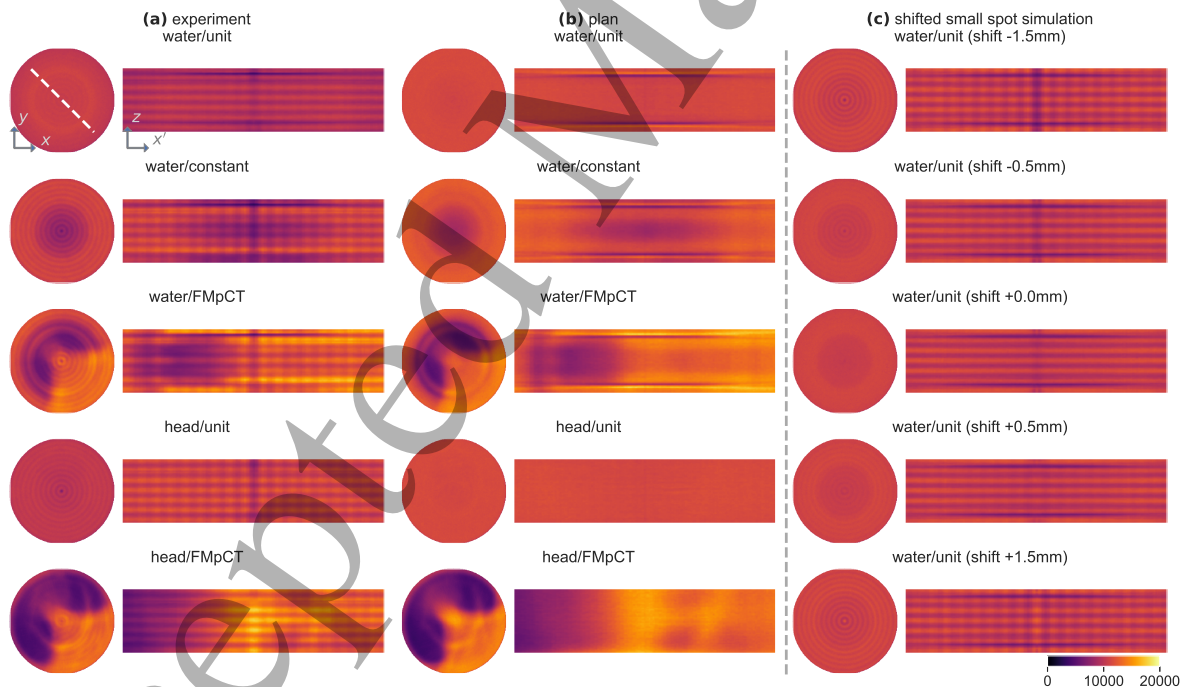 (a) experiment
water/unit
(b) plan
water/unit
(c) shifted small spot simulation
water/unit (shift -1.5mm)
y
x
z
x′
water/constant
water/constant
water/unit (shift -0.5mm)
water/FMpCT
water/FMpCT
water/unit (shift +0.0mm)
head/unit
head/unit
water/unit (shift +0.5mm)
head/FMpCT
head/FMpCT
water/unit (shift +1.5mm)
0 10000 20000
epted Ma